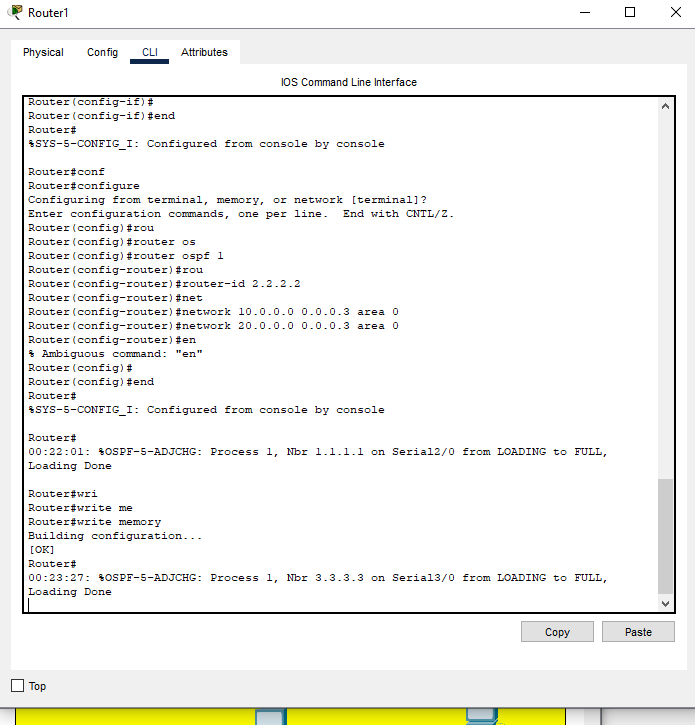 Router1
Physical Config CLI Attributes
IOS Command Line Interface
Router(config-if)#
Router(config-if)#end
Router#
%SYS-5-CONFIG_I: Configured from console by console
Router#conf
Router#configure
Configuring from terminal, memory, or network [terminal]?
Enter configuration commands, one per line.  End with CNTL/Z.
Router(config)#rou
Router(config)#router os
Router(config)#router ospf 1
Router(config-router)#rou
Router(config-router)#router-id 2.2.2.2
Router(config-router)#net
Router(config-router)#network 10.0.0.0 0.0.0.3 area 0
Router(config-router)#network 20.0.0.0 0.0.0.3 area 0
Router(config-router)#en
% Ambiguous command: "en"
Router(config)#
Router(config)#end
Router#
%SYS-5-CONFIG_I: Configured from console by console
Router#
00:22:01: %OSPF-5-ADJCHG: Process 1, Nbr 1.1.1.1 on Serial2/0 from LOADING to FULL,
Loading Done
Router#wri
Router#write me
Router#write memory
Building configuration...
[OK]
Router#
00:23:27: %OSPF-5-ADJCHG: Process 1, Nbr 3.3.3.3 on Serial3/0 from LOADING to FULL,
Loading Done
Copy Paste
Top